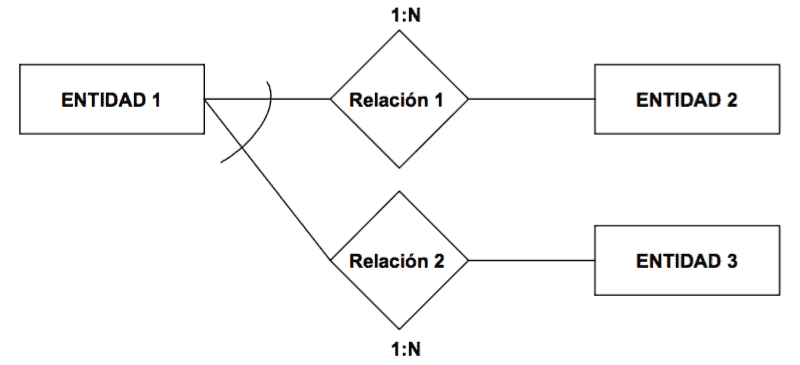 1:N
ENTIDAD 1
Relación 1
ENTIDAD 2
Relación 2
ENTIDAD 3
1:N